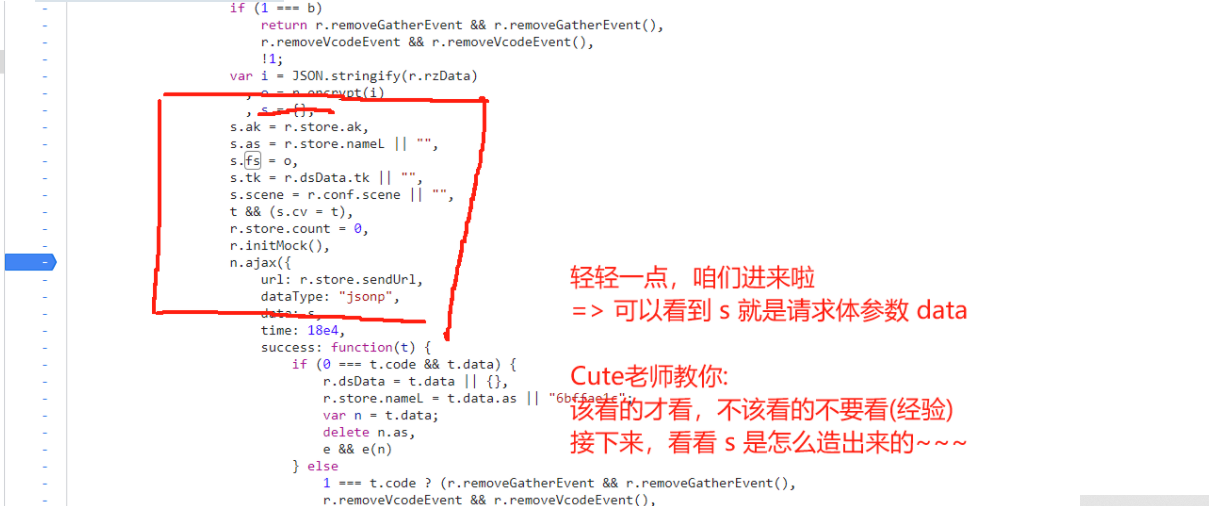 if (1 === b)
return r.removeGatherEvent && r.removeGatherEvent(),
r.removeVcodeEvent && r.removeVcodeEvent(),
!1;
var i = JSON.stringify(r.rzData)
, o = n.encrypt(i)
, s = {};
s.ak = r.store.ak,
s.as = r.store.nameL || "",
s.fs = o,
s.tk = r.dsData.tk || "",
s.scene = r.conf.scene || "",
t && (s.cv = t),
r.store.count = 0,
r.initMock(),
n.ajax({
url: r.store.sendUrl,
dataType: "jsonp",
data: s,
time: 18e4,
success: function(t) {
if (0 === t.code && t.data) {
r.dsData = t.data || {},
r.store.nameL = t.data.as || "6bffae1c";
var n = t.data;
delete n.as,
e && e(n)
} else
1 === t.code ? (r.removeGatherEvent && r.removeGatherEvent(),
r.removeVcodeEvent && r.removeVcodeEvent(),
轻轻一点，咱们进来啦
=> 可以看到 s 就是请求体参数 data
Cute老师教你:
该看的才看，不该看的不要看(经验)
接下来，看看 s 是怎么造出来的~~~